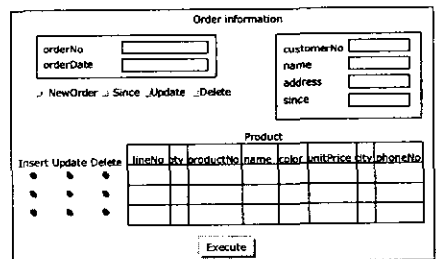 Order information
orderNo
orderDate
customerNo
name
address
since
NewOrder Since Update Delete
Product
Insert Update Delete
lineNo qty productNo name color unitPrice city phoneNo
Execute